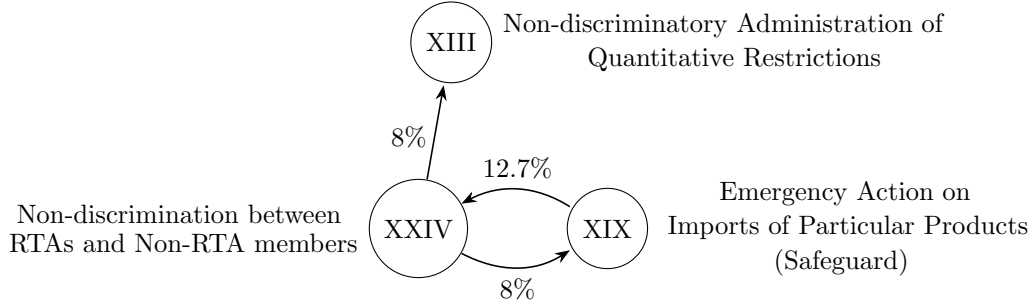 XIII
Non-discriminatory Administration of
Quantitative Restrictions
8%
12.7%
Non-discrimination between
RTAs and Non-RTA members
XXIV
XIX
Emergency Action on
Imports of Particular Products
(Safeguard)
8%